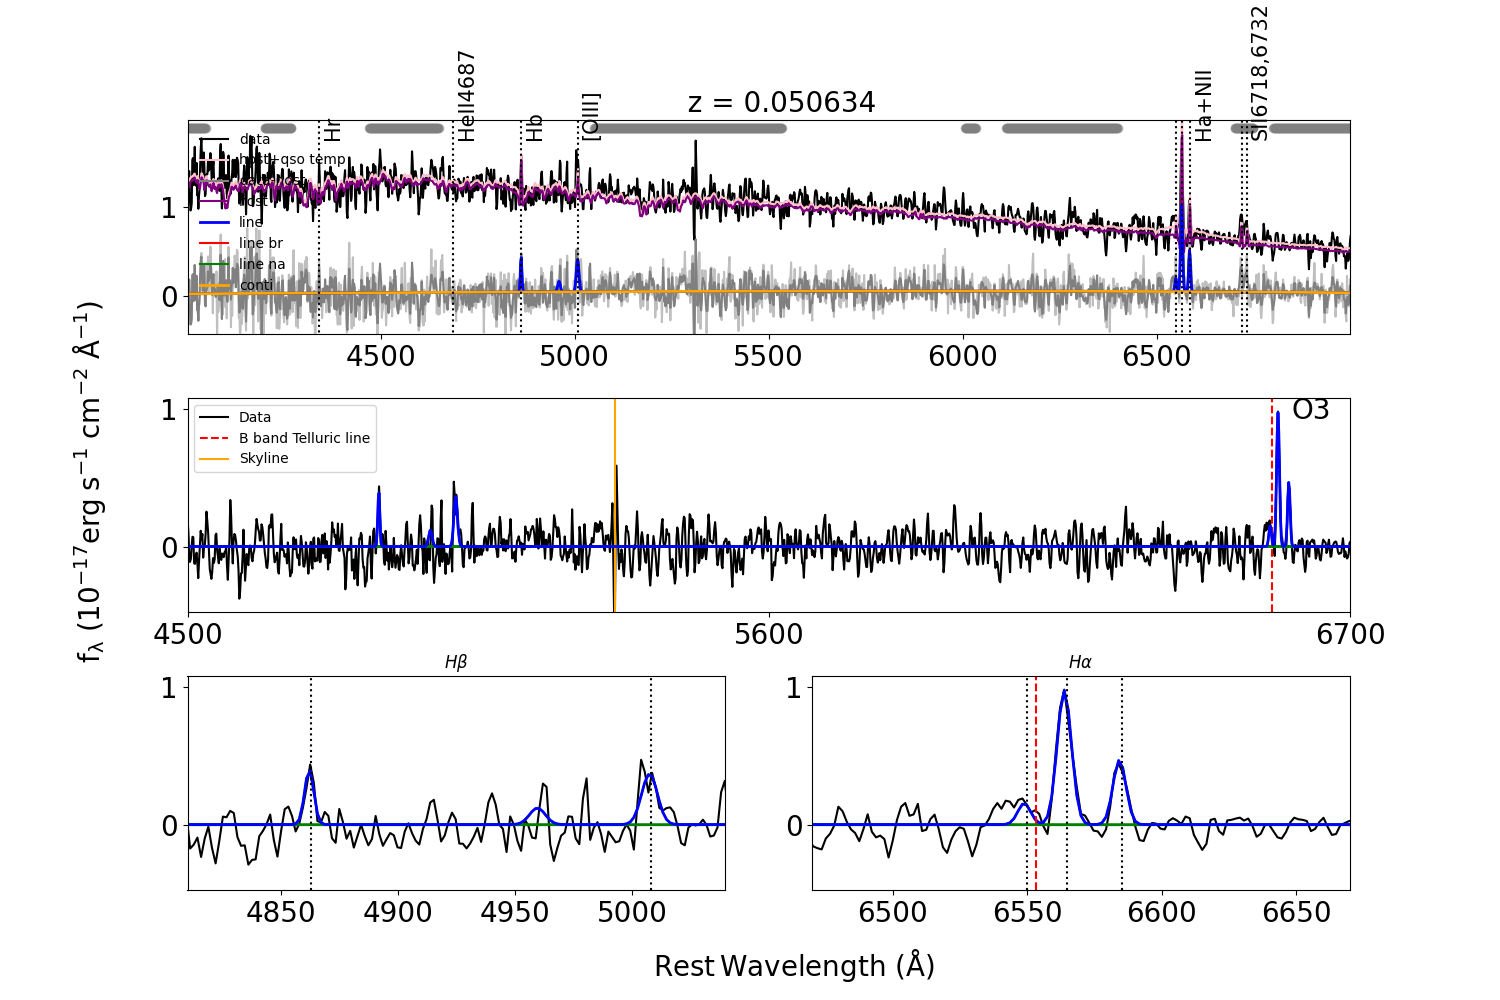 z = 0.050634
Hr
HeII4687
Hb
[OIII]
Ha+NII
SII6718,6732
data
host+qso temp
host
line
line br
line na
conti
1
0
4500 5000 5500 6000 6500
Data
B band Telluric line
Skyline
O3
1
0
4500 5600 6700
fλ (10−17erg s−1 cm−2 Å−1)
Hβ
1
0
4850 4900 4950 5000
Hα
1
0
6500 6550 6600 6650
Rest Wavelength (Å)